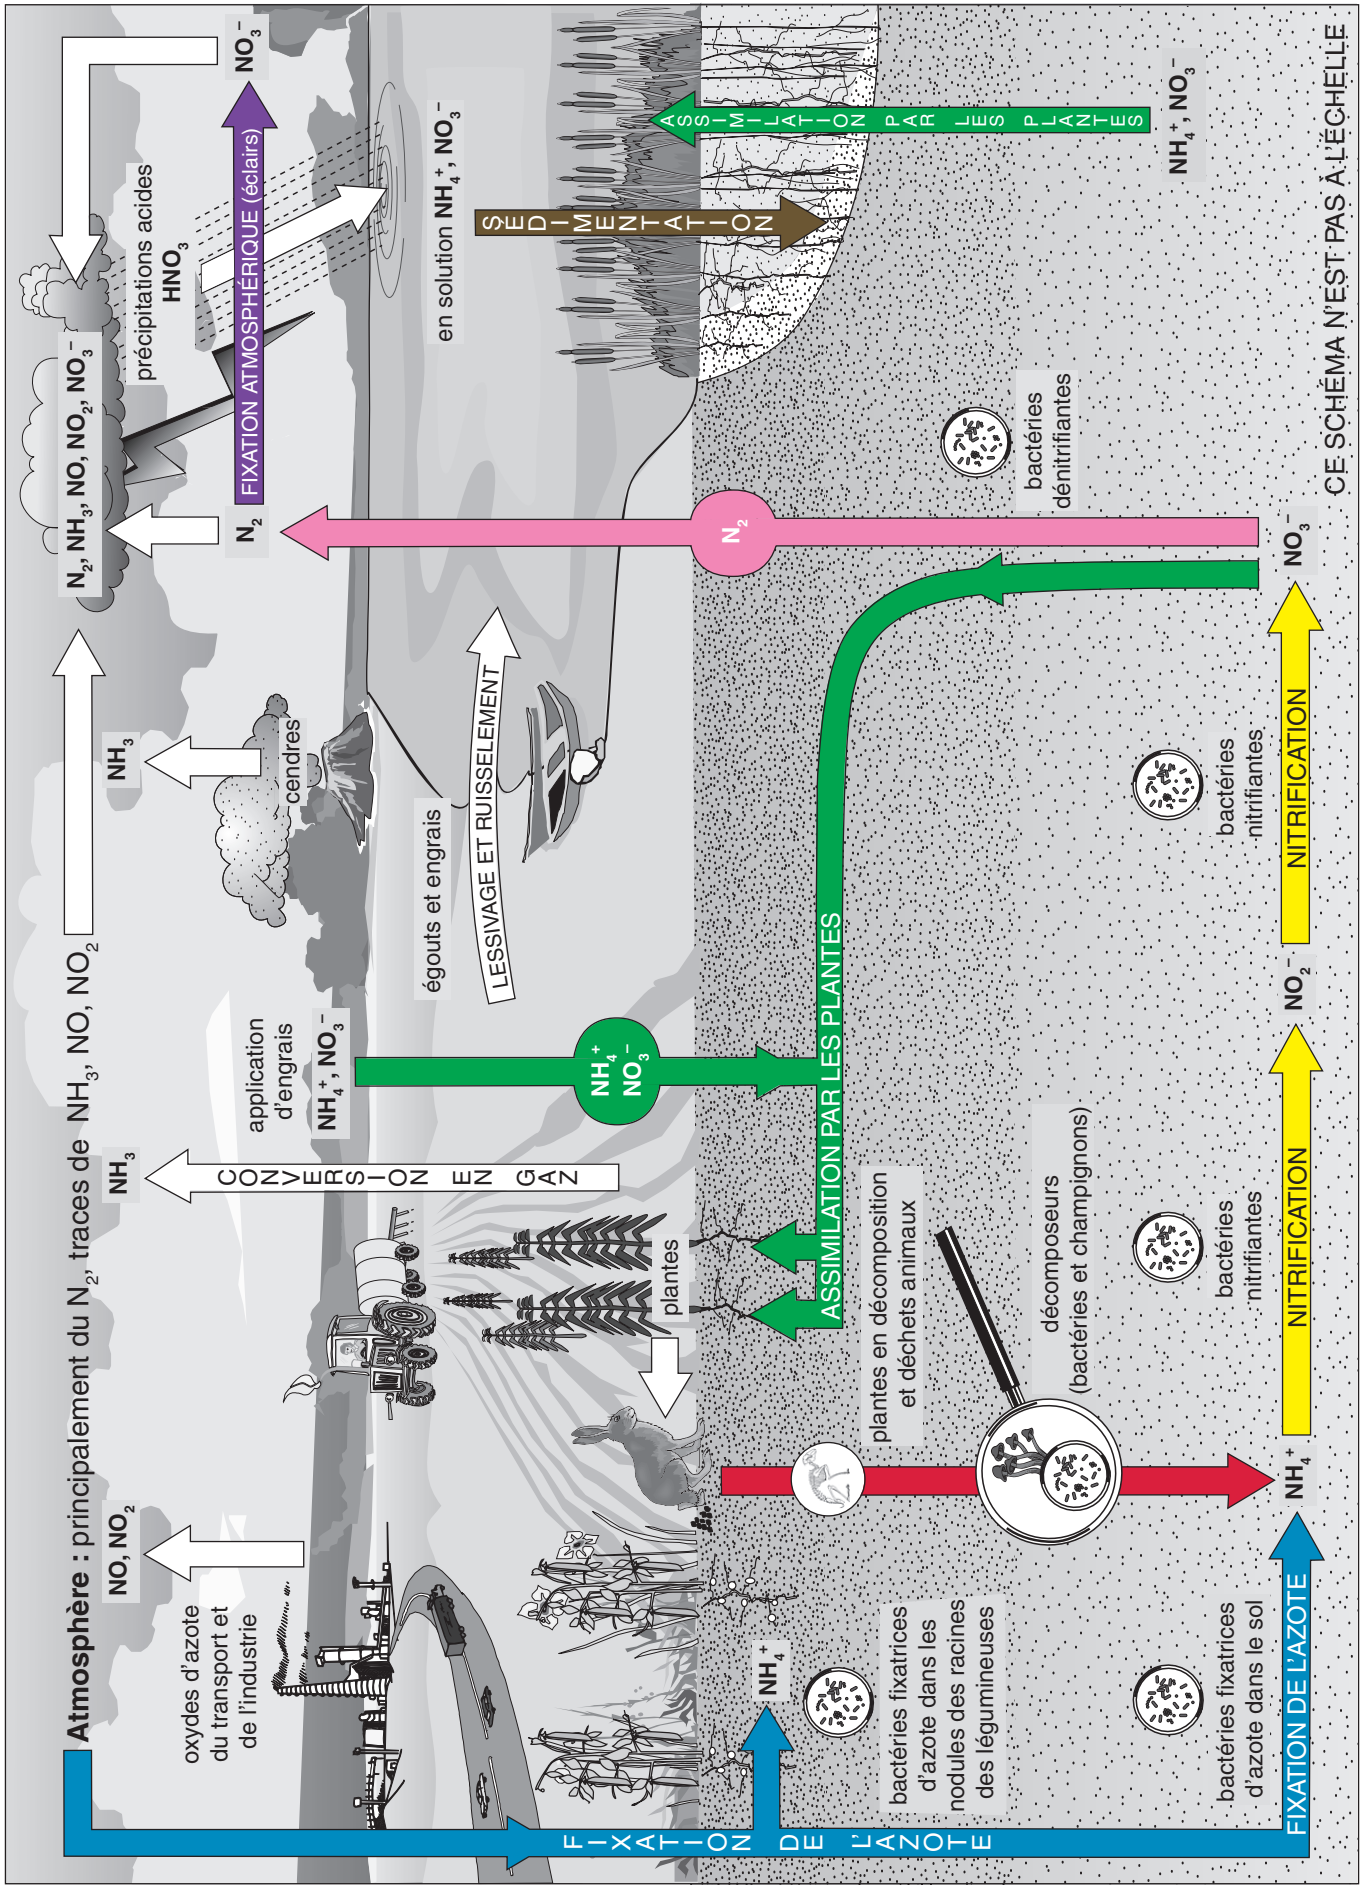 Atmosphère : principalement du N₂, traces de NH₃, NO, NO₂
N₂, NH₃, NO, NO₂, NO₃⁻
NO, NO₂
NH₃
NH₃
oxydes d'azote
du transport et
de l'industrie
application
d'engrais
NH₄⁺, NO₃⁻
cendres
précipitations acides
HNO₃
N₂
FIXATION ATMOSPHÉRIQUE (éclairs)
NO₃⁻
CONVERSION EN GAZ
NH₄⁺
NO₃⁻
égouts et engrais
LESSIVAGE ET RUISSELEMENT
en solution NH₄⁺, NO₃⁻
SÉDIMENTATION
FIXATION DE L'AZOTE
plantes
N₂
ASSIMILATION PAR LES PLANTES
NH₄⁺
ASSIMILATION PAR LES PLANTES
bactéries fixatrices
d'azote dans les
nodules des racines
des légumineuses
plantes en décomposition
et déchets animaux
décomposeurs
(bactéries et champignons)
bactéries
dénitrifiantes
NH₄⁺, NO₃⁻
bactéries fixatrices
d'azote dans le sol
bactéries
nitrifiantes
bactéries
nitrifiantes
FIXATION DE L'AZOTE
NH₄⁺
NITRIFICATION
NO₂⁻
NITRIFICATION
NO₃⁻
CE SCHÉMA N'EST PAS À L'ÉCHELLE